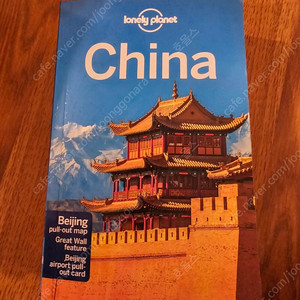 lonely planet
China
Beijing
pull-out map
Great Wall
feature
Beijing
airport pull-
out card